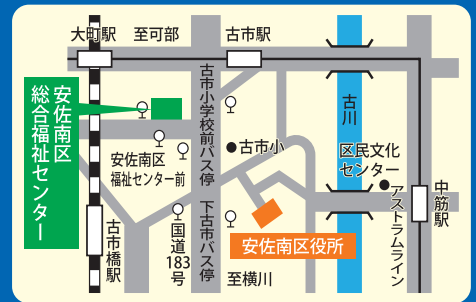 大町駅
至可部
古市駅
安佐南区
総合福祉センター
古市小学校前バス停
古川
安佐南区
福祉センター前
古市小
区民文化
センター
中筋駅
アストラムライン
古市橋駅
国道183号
下古市バス停
安佐南区役所
至横川